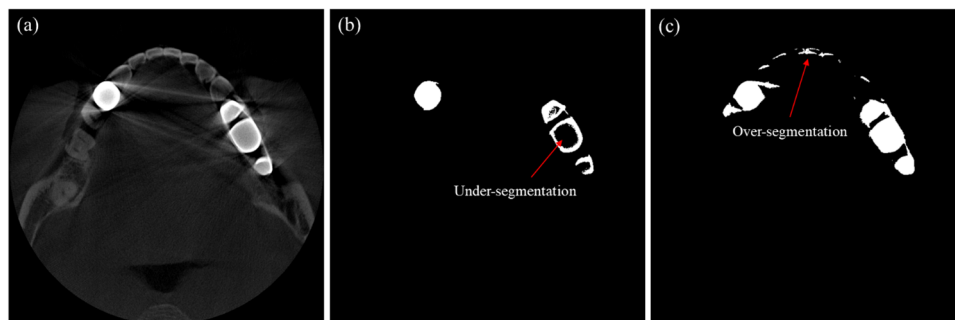 (a)
(b)
(c)
Under-segmentation
Over-segmentation